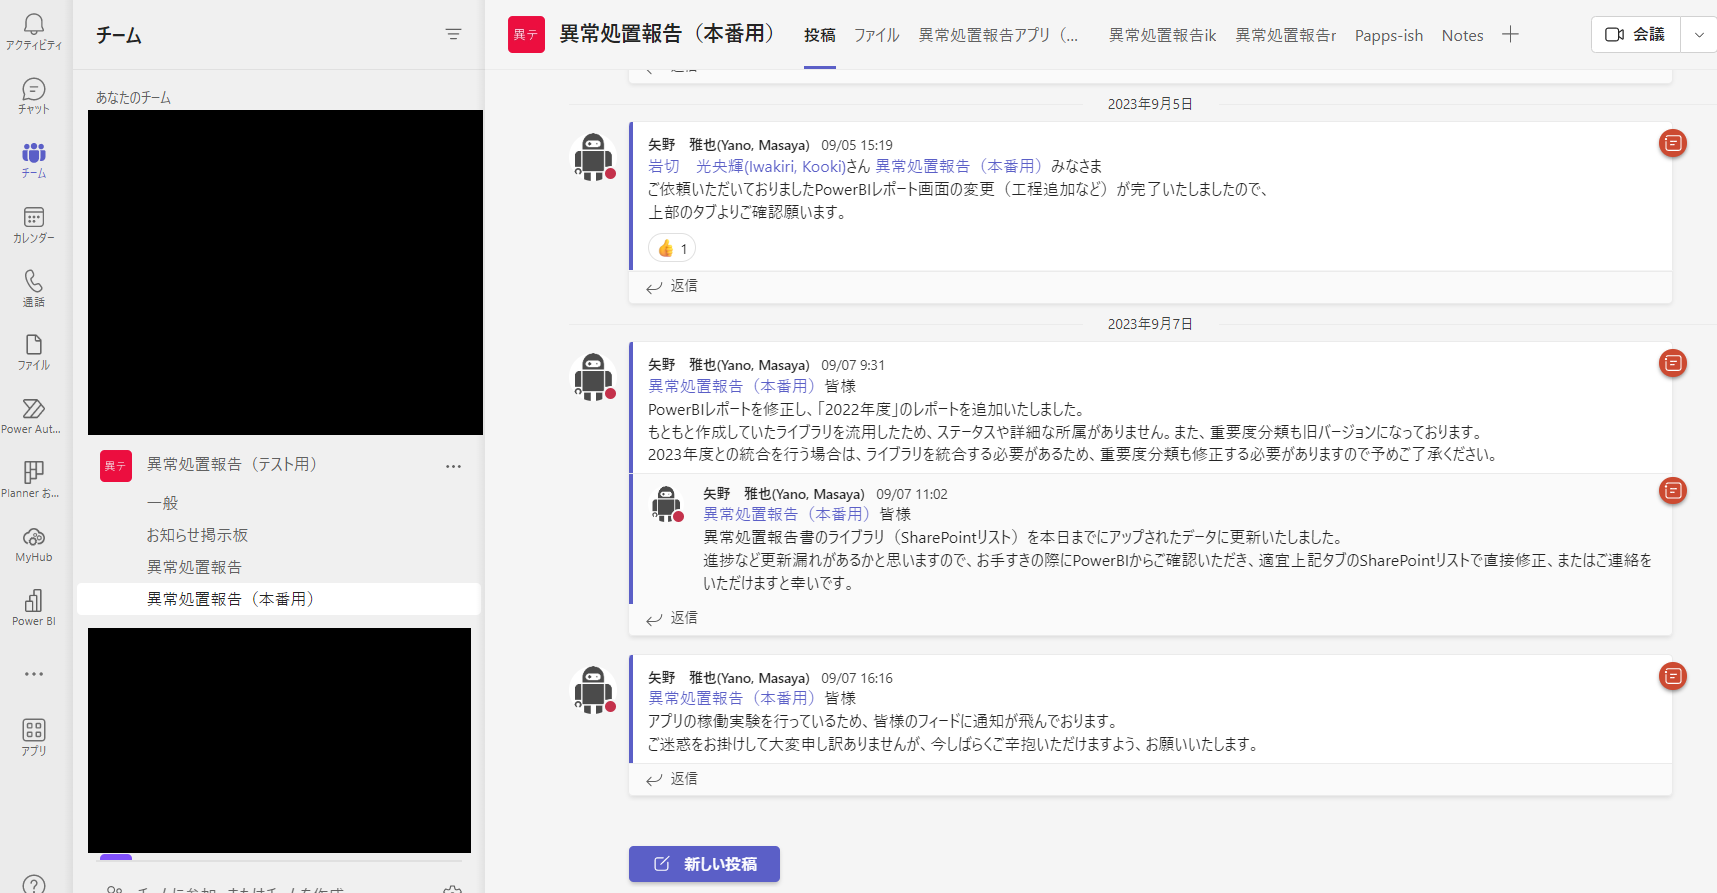 アクティビティ
チャット
チーム
カレンダー
通話
ファイル
Power Aut...
Planner お...
MyHub
Power BI
アプリ
チーム
あなたのチーム
異テ 異常処置報告（テスト用）
一般
お知らせ掲示板
異常処置報告
異常処置報告（本番用）
異テ 異常処置報告（本番用） 投稿 ファイル 異常処置報告アプリ（... 異常処置報告ik 異常処置報告r Papps-ish Notes 会議
返信
2023年9月5日
矢野　雅也(Yano, Masaya) 09/05 15:19
岩切　光央輝(Iwakiri, Kooki)さん 異常処置報告（本番用）みなさま
ご依頼いただいておりましたPowerBIレポート画面の変更（工程追加など）が完了いたしましたので、
上部のタブよりご確認願います。
👍 1
返信
2023年9月7日
矢野　雅也(Yano, Masaya) 09/07 9:31
異常処置報告（本番用）皆様
PowerBIレポートを修正し、「2022年度」のレポートを追加いたしました。
もともと作成していたライブラリを流用したため、ステータスや詳細な所属がありません。また、重要度分類も旧バージョンになっております。
2023年度との統合を行う場合は、ライブラリを統合する必要があるため、重要度分類も修正する必要がありますので予めご了承ください。
矢野　雅也(Yano, Masaya) 09/07 11:02
異常処置報告（本番用）皆様
異常処置報告書のライブラリ（SharePointリスト）を本日までにアップされたデータに更新いたしました。
進捗など更新漏れがあるかと思いますので、お手すきの際にPowerBIからご確認いただき、適宜上記タブのSharePointリストで直接修正、またはご連絡を
いただけますと幸いです。
返信
矢野　雅也(Yano, Masaya) 09/07 16:16
異常処置報告（本番用）皆様
アプリの稼働実験を行っているため、皆様のフィードに通知が飛んでおります。
ご迷惑をお掛けして大変申し訳ありませんが、今しばらくご辛抱いただけますよう、お願いいたします。
返信
新しい投稿